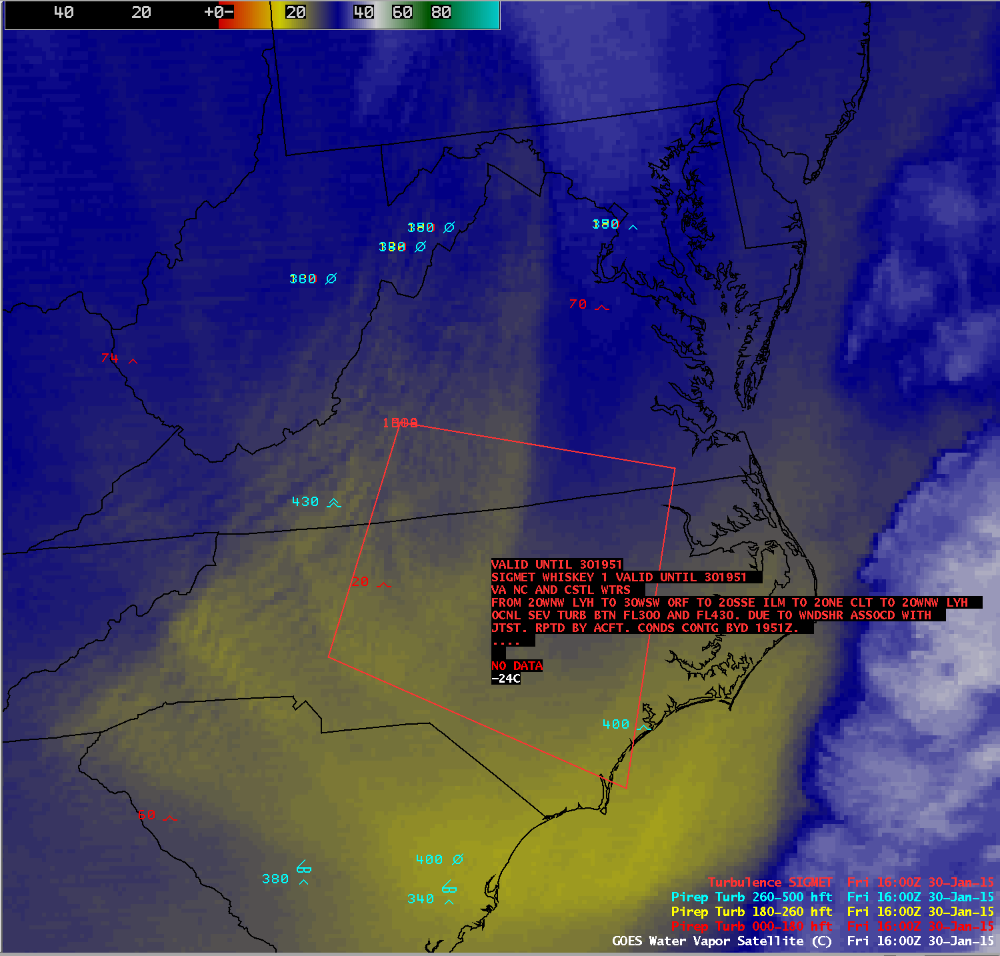 40 20 +0- 20 40 60 80
380
380
380
380
70
74
430
20
VALID UNTIL 301951
SIGMET WHISKEY 1 VALID UNTIL 301951
VA NC AND CSTL WTRS
FROM 20WNW LYH TO 30WSW ORF TO 20SSE ILM TO 20NE CLT TO 20WNW LYH
OCNL SEV TURB BTN FL300 AND FL430. DUE TO WNDSHR ASSOCD WITH
JTST. RPTD BY ACFT. CONDS CONTG BYD 1951Z.
....
NO DATA
-24C
400
60
400
380
340
Turbulence SIGMET Fri 16:00Z 30-Jan-15
Pirep Turb 260-500 hft Fri 16:00Z 30-Jan-15
Pirep Turb 180-260 hft Fri 16:00Z 30-Jan-15
Pirep Turb 000-180 hft Fri 16:00Z 30-Jan-15
GOES Water Vapor Satellite (C) Fri 16:00Z 30-Jan-15